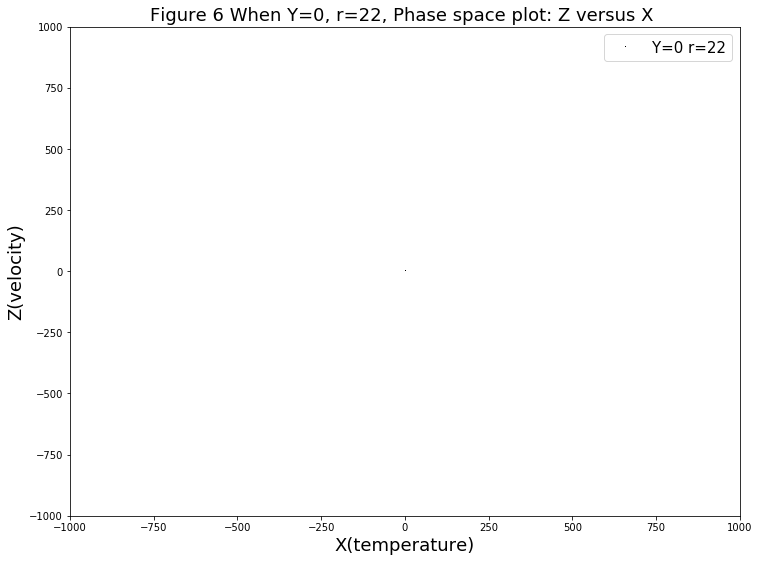 Figure 6 When Y=0, r=22, Phase space plot: Z versus X
Y=0 r=22
Z(velocity)
1000
750
500
250
0
−250
−500
−750
−1000
−1000 −750 −500 −250 0 250 500 750 1000
X(temperature)